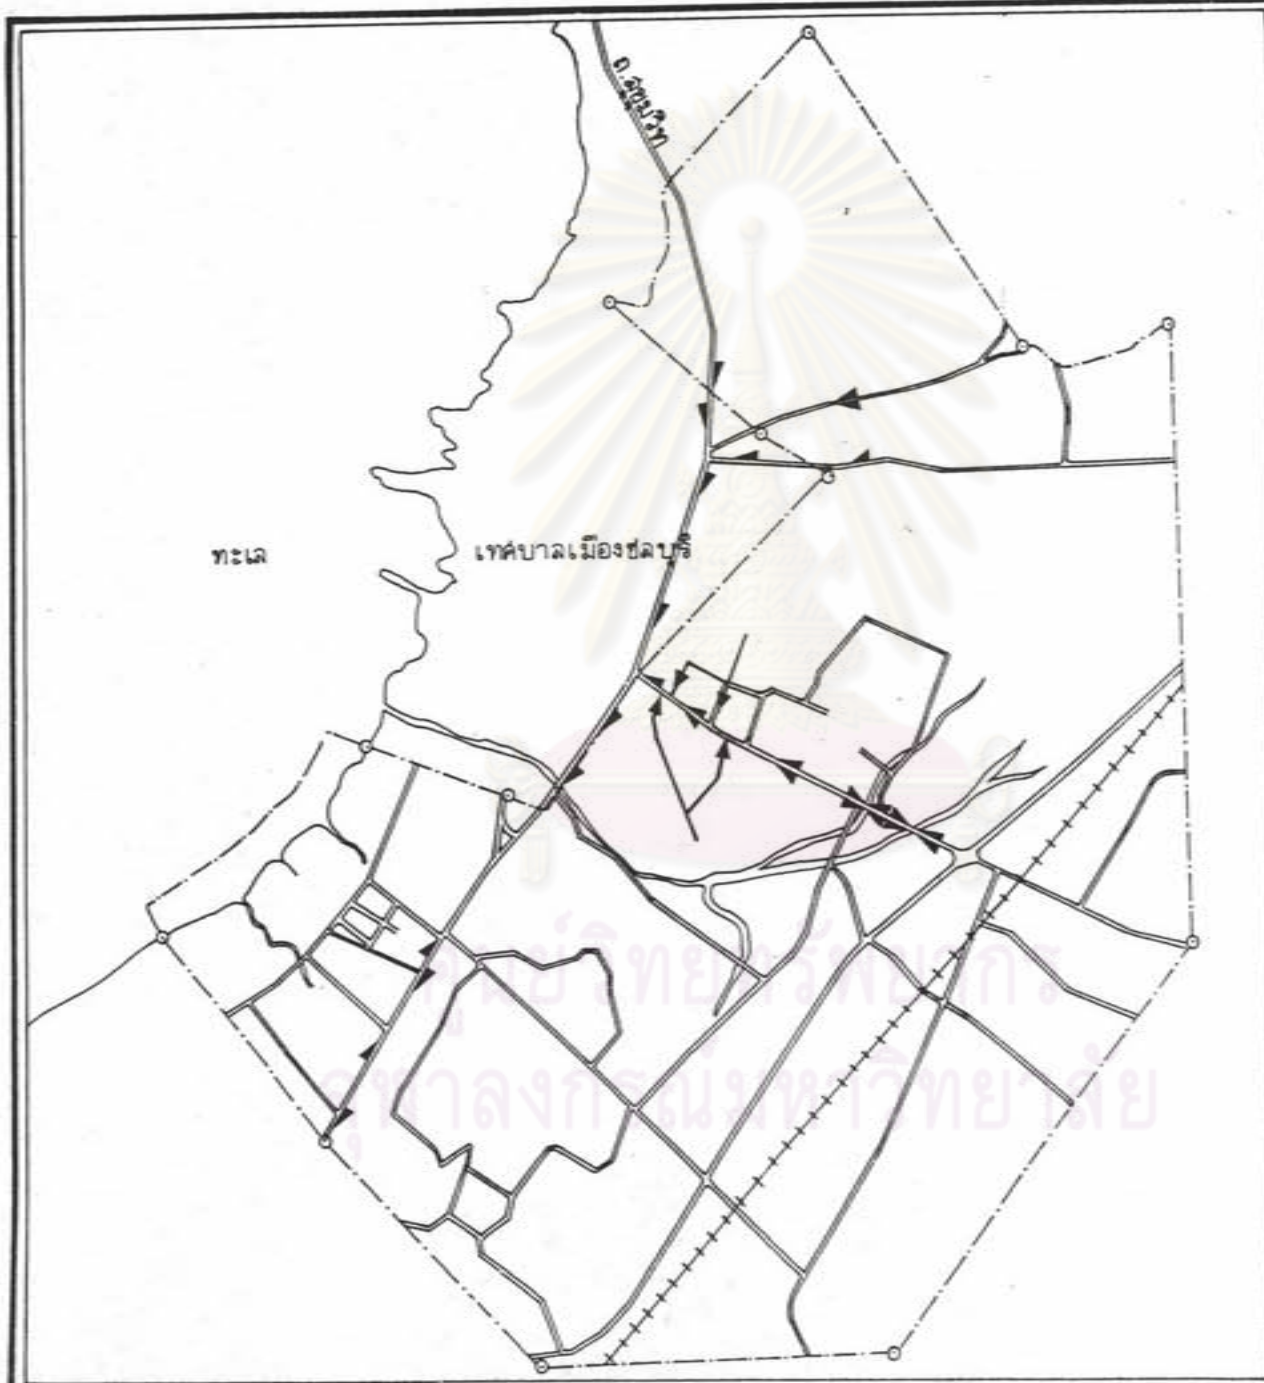 ถ.สุขุมวิท
ทะเล
เทศบาลเมืองชลบุรี
ศูนย์วิทยทรัพยากร
จุฬาลงกรณ์มหาวิทยาลัย